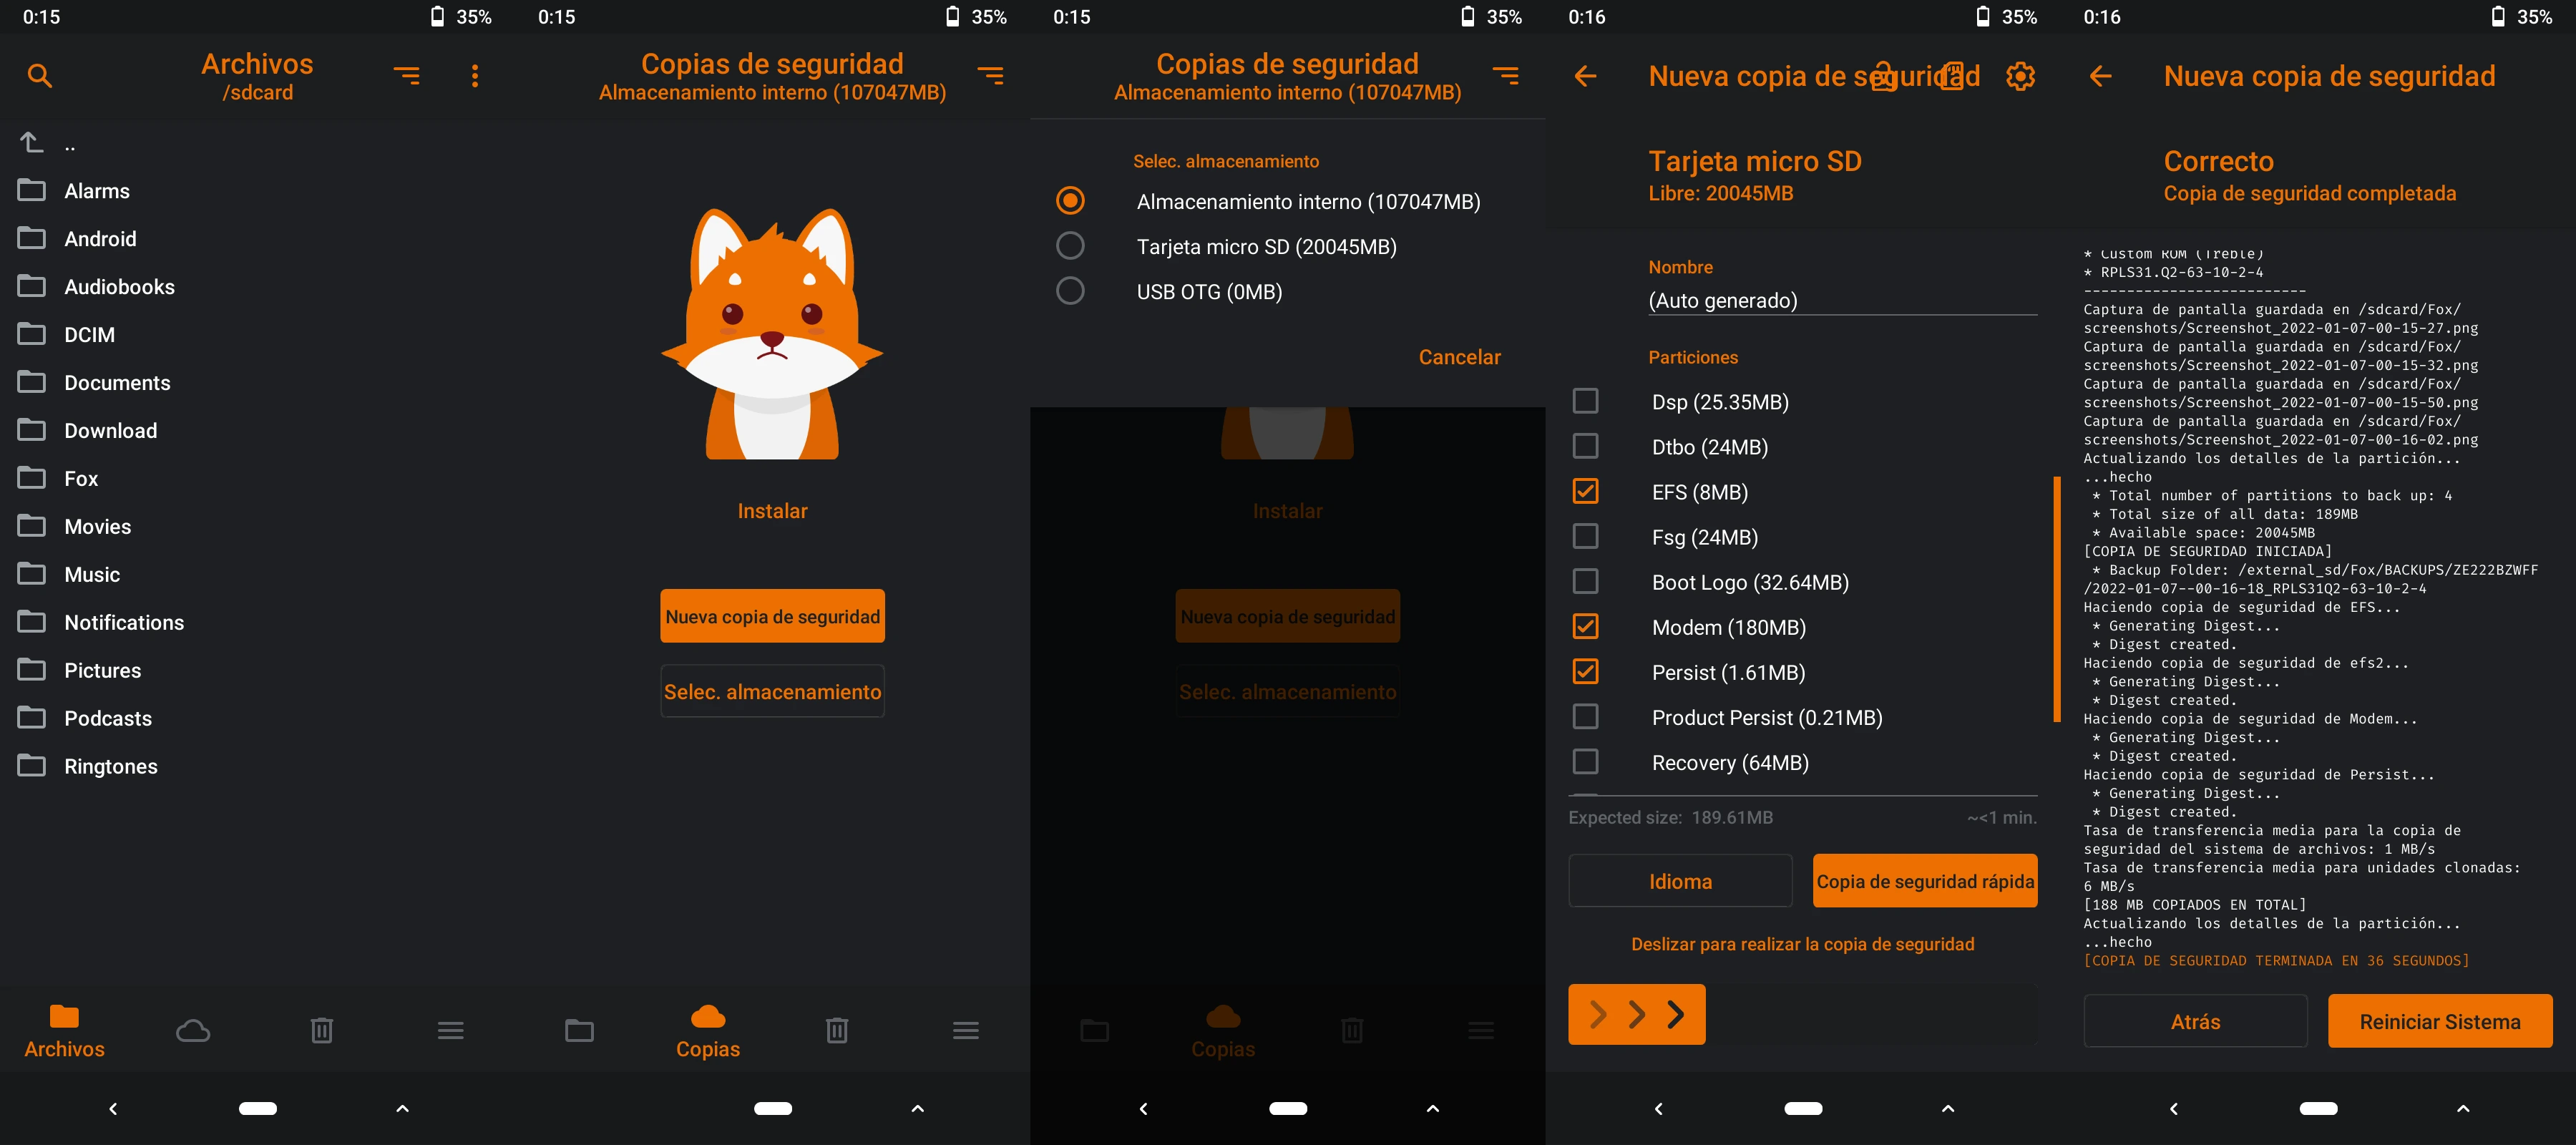 0:15
35%
Archivos
/sdcard
..
Alarms
Android
Audiobooks
DCIM
Documents
Download
Fox
Movies
Music
Notifications
Pictures
Podcasts
Ringtones
Archivos
0:15
35%
Copias de seguridad
Almacenamiento interno (107047MB)
Instalar
Nueva copia de seguridad
Selec. almacenamiento
Copias
0:15
35%
Copias de seguridad
Almacenamiento interno (107047MB)
Selec. almacenamiento
Almacenamiento interno (107047MB)
Tarjeta micro SD (20045MB)
USB OTG (0MB)
Cancelar
Instalar
Nueva copia de seguridad
Selec. almacenamiento
Copias
0:16
35%
Nueva copia de seguridad
Tarjeta micro SD
Libre: 20045MB
Nombre
(Auto generado)
Particiones
Dsp (25.35MB)
Dtbo (24MB)
EFS (8MB)
Fsg (24MB)
Boot Logo (32.64MB)
Modem (180MB)
Persist (1.61MB)
Product Persist (0.21MB)
Recovery (64MB)
Expected size: 189.61MB
~<1 min.
Idioma
Copia de seguridad rápida
Deslizar para realizar la copia de seguridad
0:16
35%
Nueva copia de seguridad
Correcto
Copia de seguridad completada
* Custom ROM (Treble)
* RPLS31.Q2-63-10-2-4
--------------------------
Captura de pantalla guardada en /sdcard/Fox/
screenshots/Screenshot_2022-01-07-00-15-27.png
Captura de pantalla guardada en /sdcard/Fox/
screenshots/Screenshot_2022-01-07-00-15-32.png
Captura de pantalla guardada en /sdcard/Fox/
screenshots/Screenshot_2022-01-07-00-15-50.png
Captura de pantalla guardada en /sdcard/Fox/
screenshots/Screenshot_2022-01-07-00-16-02.png
Actualizando los detalles de la partición...
...hecho
* Total number of partitions to back up: 4
* Total size of all data: 189MB
* Available space: 20045MB
[COPIA DE SEGURIDAD INICIADA]
* Backup Folder: /external_sd/Fox/BACKUPS/ZE222BZWFF
/2022-01-07--00-16-18_RPLS31Q2-63-10-2-4
Haciendo copia de seguridad de EFS...
* Generating Digest...
* Digest created.
Haciendo copia de seguridad de efs2...
* Generating Digest...
* Digest created.
Haciendo copia de seguridad de Modem...
* Generating Digest...
* Digest created.
Haciendo copia de seguridad de Persist...
* Generating Digest...
* Digest created.
Tasa de transferencia media para la copia de
seguridad del sistema de archivos: 1 MB/s
Tasa de transferencia media para unidades clonadas:
6 MB/s
[188 MB COPIADOS EN TOTAL]
Actualizando los detalles de la partición...
...hecho
[COPIA DE SEGURIDAD TERMINADA EN 36 SEGUNDOS]
Atrás
Reiniciar Sistema